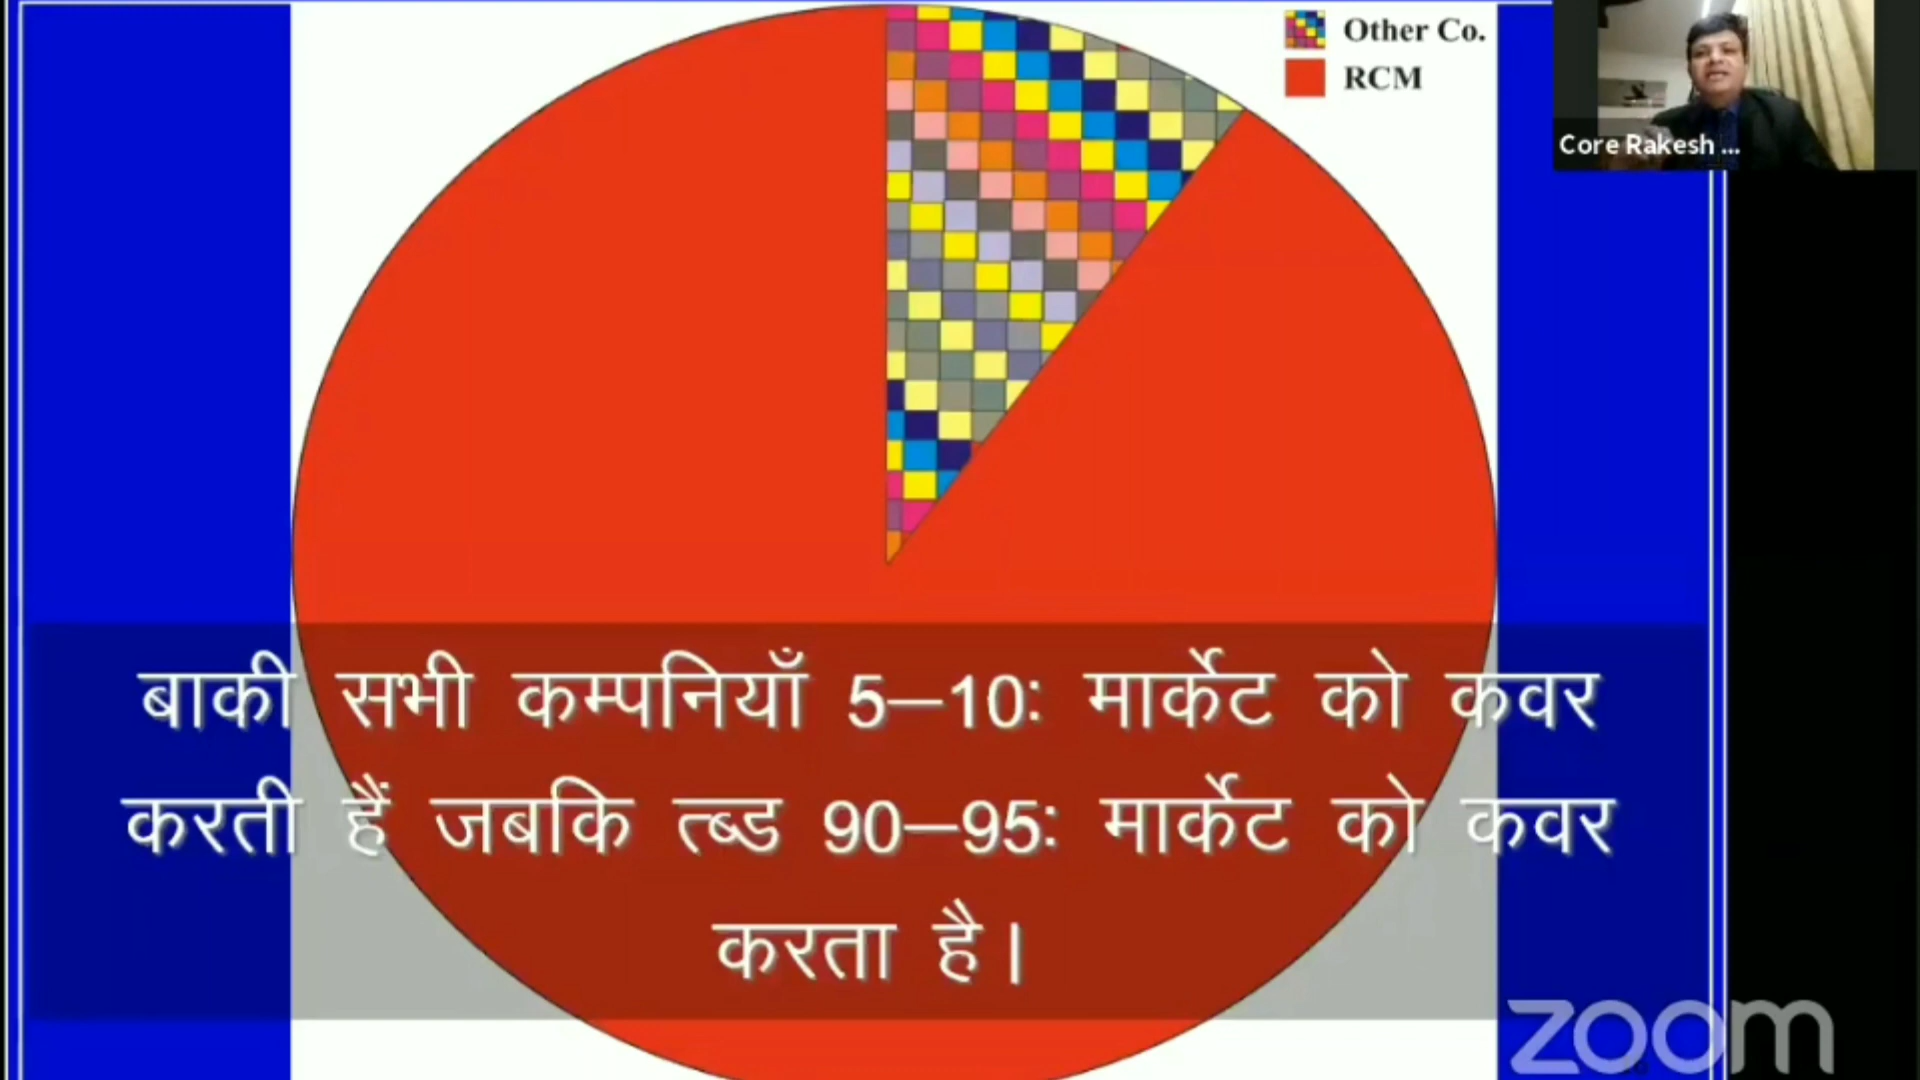 Other Co.
RCM
Core Rakesh ...
बाकी सभी कम्पनियाँ 5–10: मार्केट को कवर
करती हैं जबकि त्ब्ड 90–95: मार्केट को कवर
करता है।
zoom